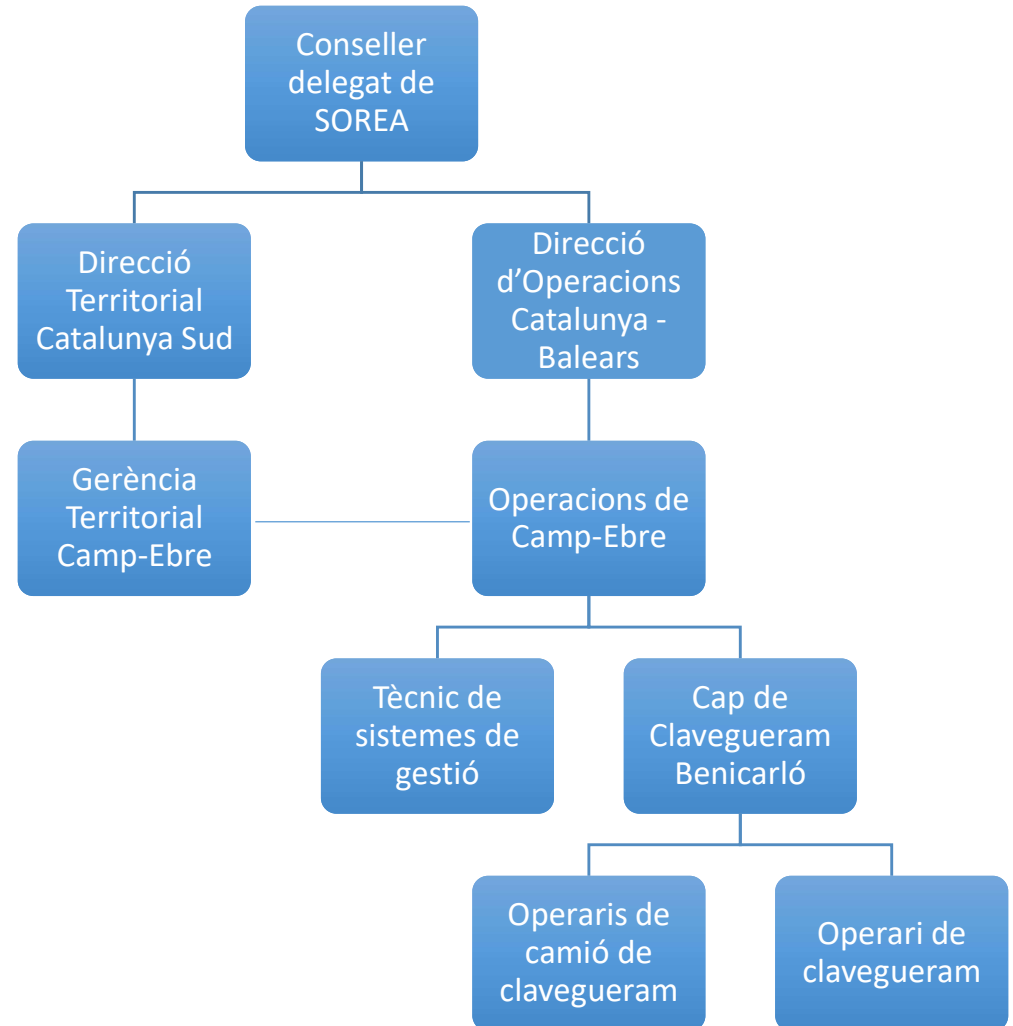 Conseller
delegat de
SOREA
Direcció
Territorial
Catalunya Sud
Direcció
d’Operacions
Catalunya -
Balears
Gerència
Territorial
Camp-Ebre
Operacions de
Camp-Ebre
Tècnic de
sistemes de
gestió
Cap de
Clavegueram
Benicarló
Operaris de
camió de
clavegueram
Operari de
clavegueram